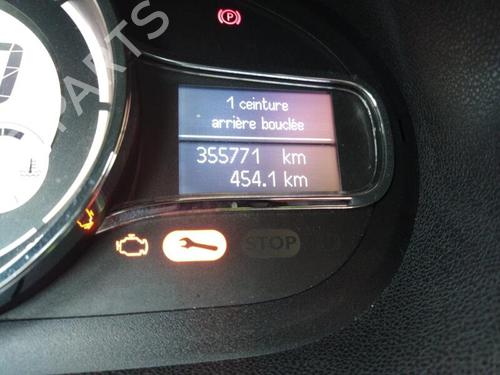 P
1 ceinture
arrière bouclée
355771 km
454.1 km
STOP
PARTS